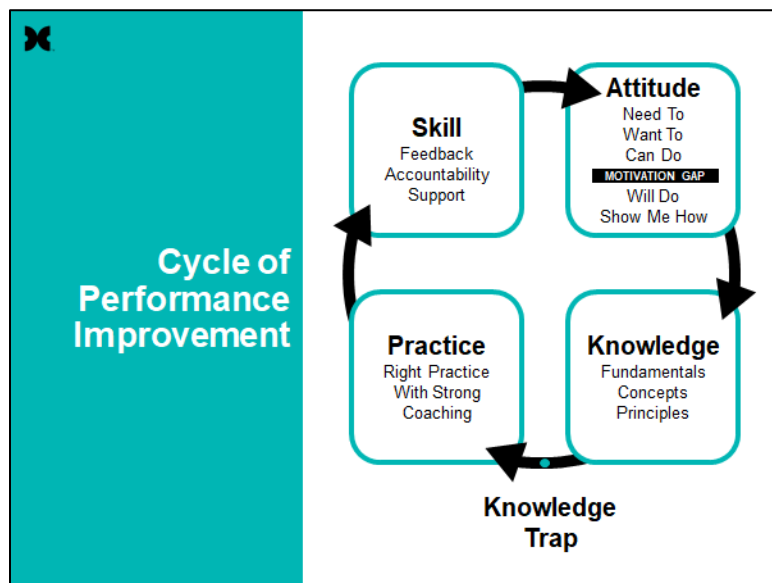 Cycle of
Performance
Improvement
Skill
Feedback
Accountability
Support
Attitude
Need To
Want To
Can Do
MOTIVATION GAP
Will Do
Show Me How
Practice
Right Practice
With Strong
Coaching
Knowledge
Fundamentals
Concepts
Principles
Knowledge
Trap